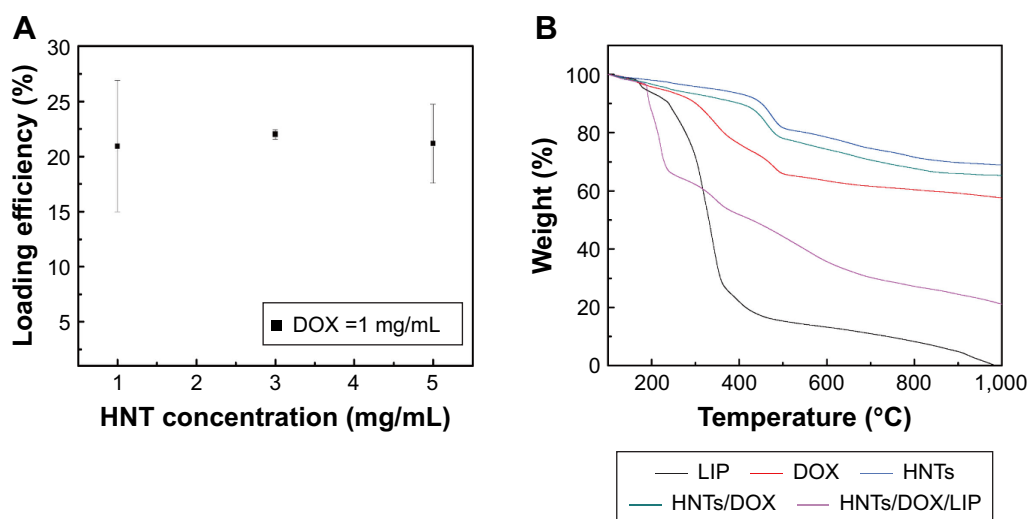 A
Loading efficiency (%)
30
25
20
15
10
5
1 2 3 4 5
HNT concentration (mg/mL)
DOX =1 mg/mL
B
Weight (%)
100
80
60
40
20
0
200 400 600 800 1,000
Temperature (°C)
LIP DOX HNTs
HNTs/DOX HNTs/DOX/LIP